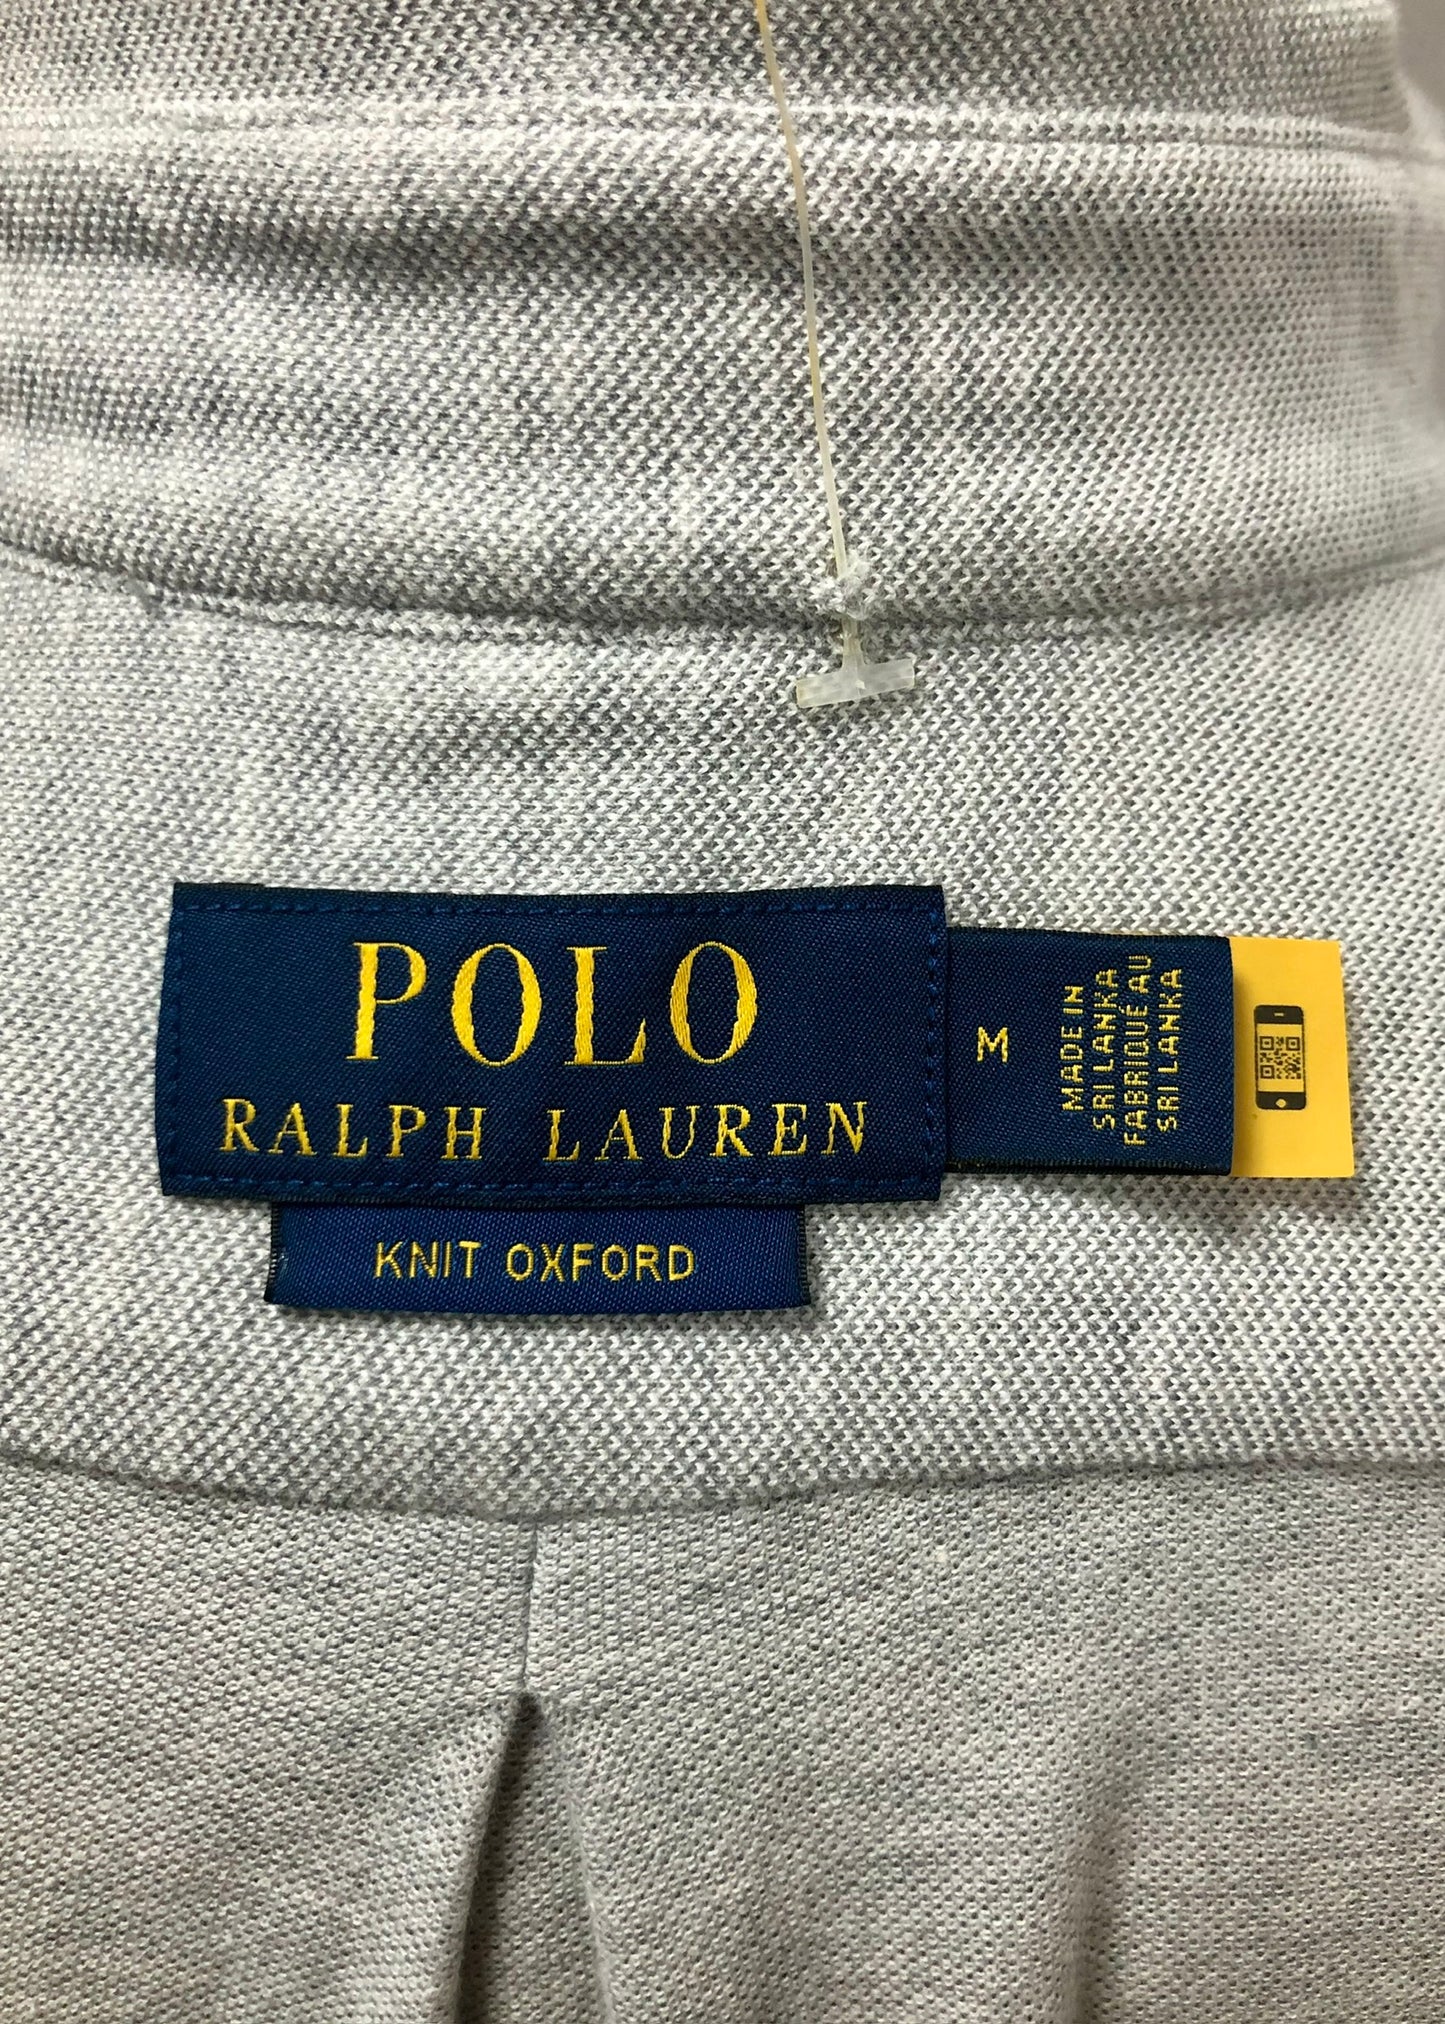 POLO
RALPH LAUREN
KNIT OXFORD
M
MADE IN
SRI LANKA
FABRIQUÉ AU
SRI LANKA